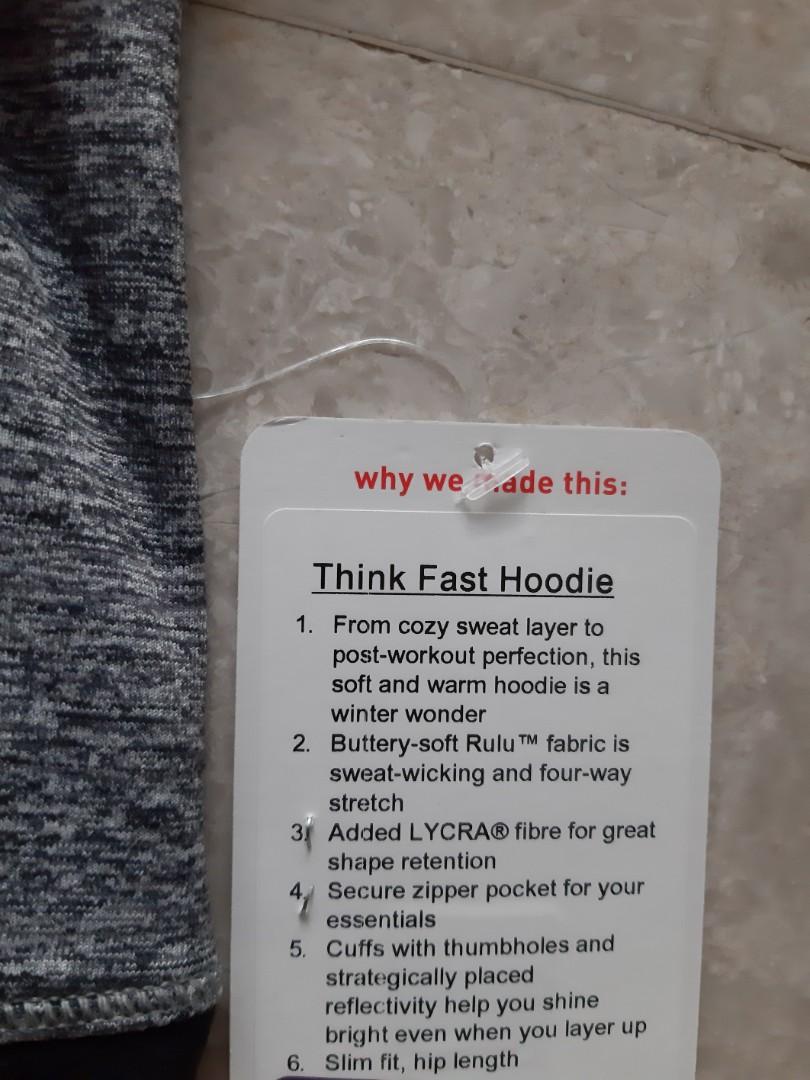 why we made this:
Think Fast Hoodie
1. From cozy sweat layer to
post-workout perfection, this
soft and warm hoodie is a
winter wonder
2. Buttery-soft Rulu™ fabric is
sweat-wicking and four-way
stretch
3. Added LYCRA® fibre for great
shape retention
4. Secure zipper pocket for your
essentials
5. Cuffs with thumbholes and
strategically placed
reflectivity help you shine
bright even when you layer up
6. Slim fit, hip length